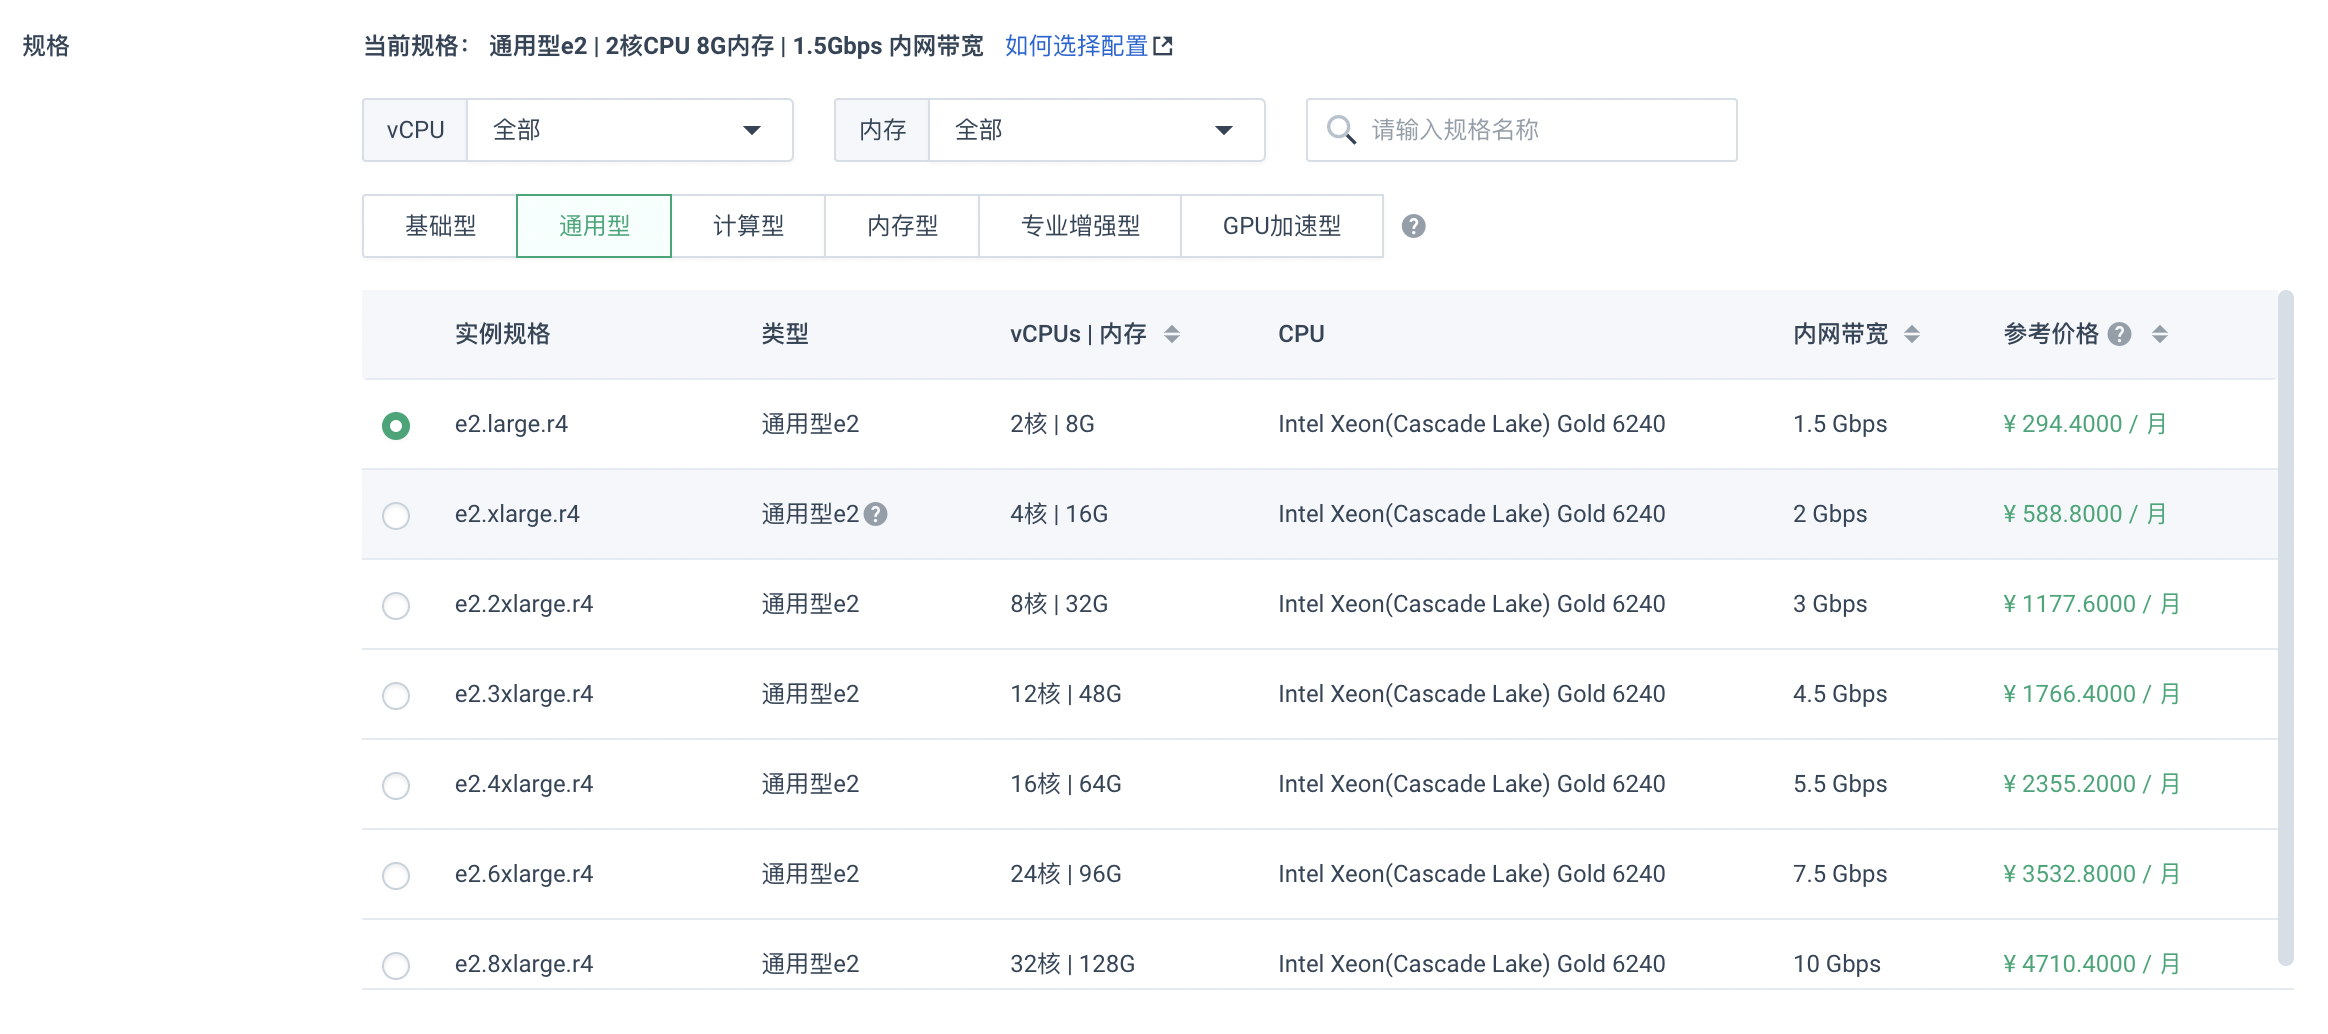 规格
当前规格： 通用型e2 | 2核CPU 8G内存 | 1.5Gbps 内网带宽 如何选择配置
vCPU 全部 内存 全部 请输入规格名称
基础型 通用型 计算型 内存型 专业增强型 GPU加速型 ?
实例规格 类型 vCPUs | 内存 CPU 内网带宽 参考价格 ?
e2.large.r4 通用型e2 2核 | 8G Intel Xeon(Cascade Lake) Gold 6240 1.5 Gbps ¥ 294.4000 / 月
e2.xlarge.r4 通用型e2 ? 4核 | 16G Intel Xeon(Cascade Lake) Gold 6240 2 Gbps ¥ 588.8000 / 月
e2.2xlarge.r4 通用型e2 8核 | 32G Intel Xeon(Cascade Lake) Gold 6240 3 Gbps ¥ 1177.6000 / 月
e2.3xlarge.r4 通用型e2 12核 | 48G Intel Xeon(Cascade Lake) Gold 6240 4.5 Gbps ¥ 1766.4000 / 月
e2.4xlarge.r4 通用型e2 16核 | 64G Intel Xeon(Cascade Lake) Gold 6240 5.5 Gbps ¥ 2355.2000 / 月
e2.6xlarge.r4 通用型e2 24核 | 96G Intel Xeon(Cascade Lake) Gold 6240 7.5 Gbps ¥ 3532.8000 / 月
e2.8xlarge.r4 通用型e2 32核 | 128G Intel Xeon(Cascade Lake) Gold 6240 10 Gbps ¥ 4710.4000 / 月